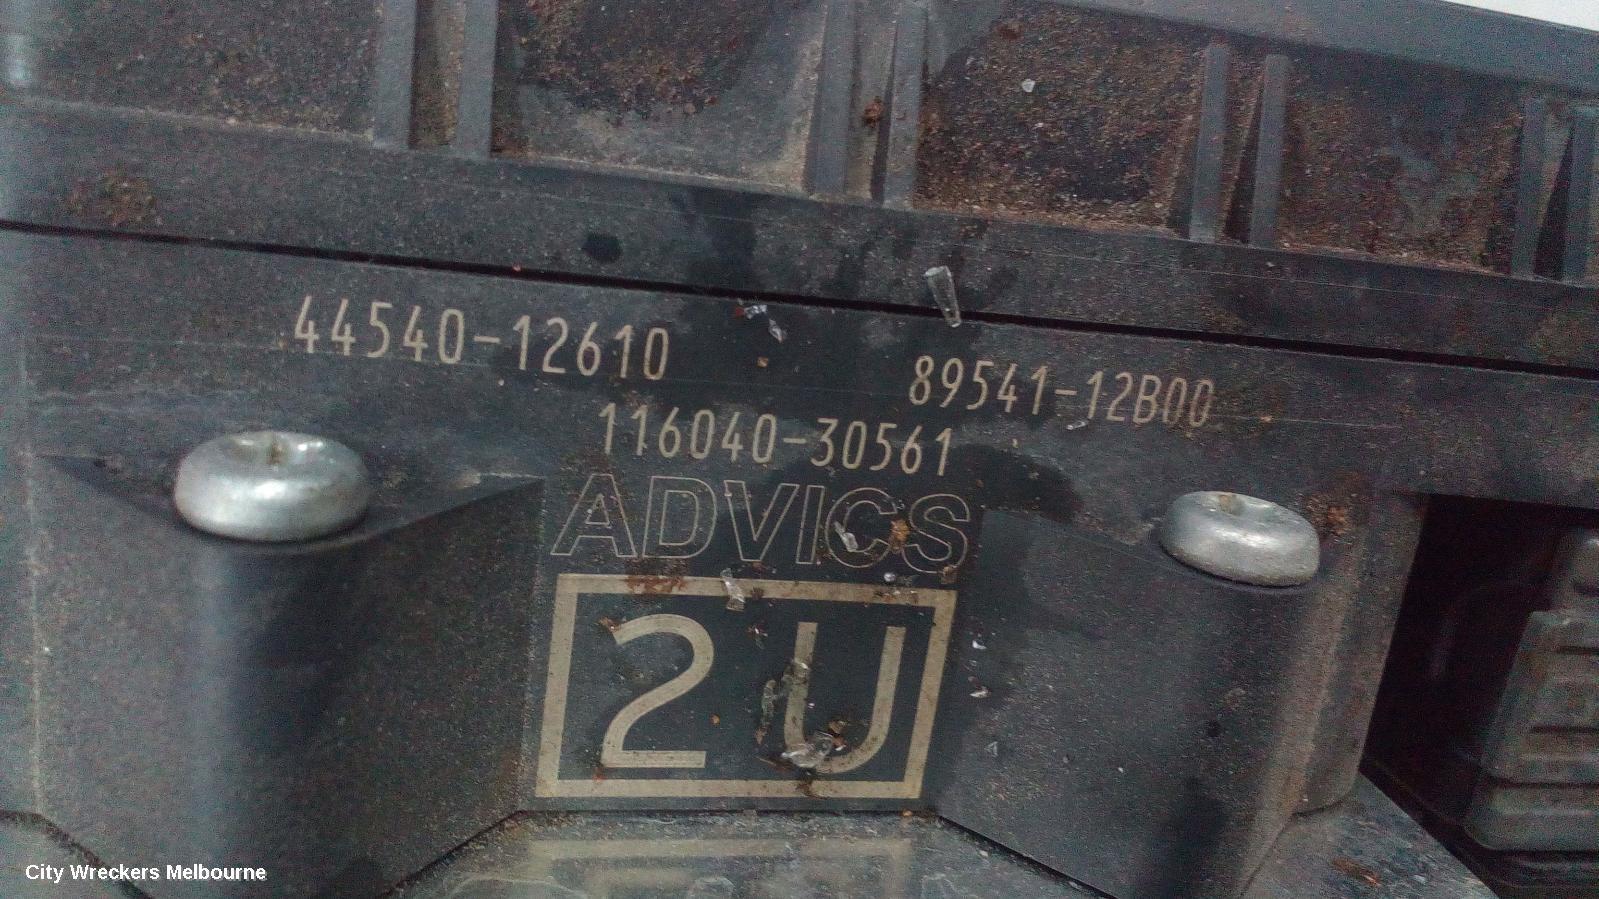 44540-12610
89541-12B00
116040-30561
ADVICS
2U
City Wreckers Melbourne